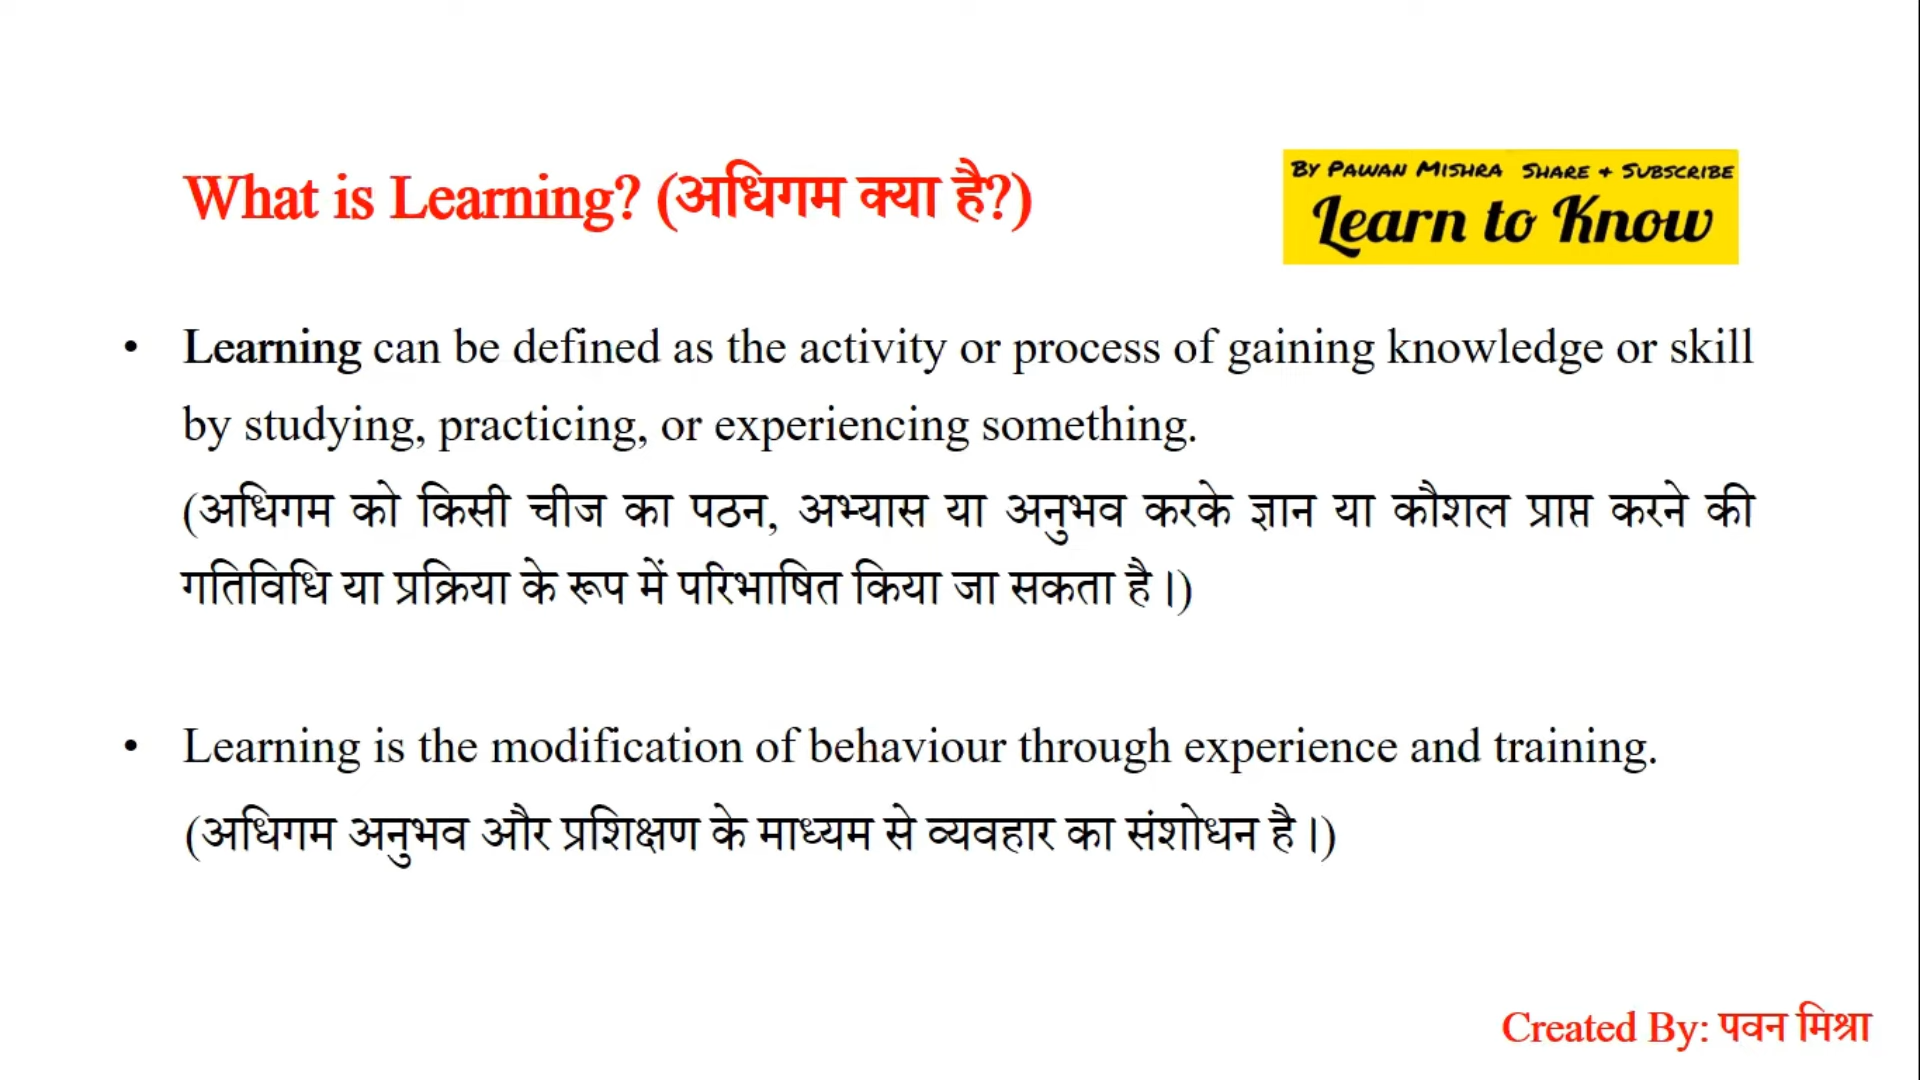 What is Learning? (अधिगम क्या है?)
By Pawan Mishra Share + Subscribe
Learn to Know
• Learning can be defined as the activity or process of gaining knowledge or skill
by studying, practicing, or experiencing something.
(अधिगम को किसी चीज का पठन, अभ्यास या अनुभव करके ज्ञान या कौशल प्राप्त करने की
गतिविधि या प्रक्रिया के रूप में परिभाषित किया जा सकता है।)
• Learning is the modification of behaviour through experience and training.
(अधिगम अनुभव और प्रशिक्षण के माध्यम से व्यवहार का संशोधन है।)
Created By: पवन मिश्रा